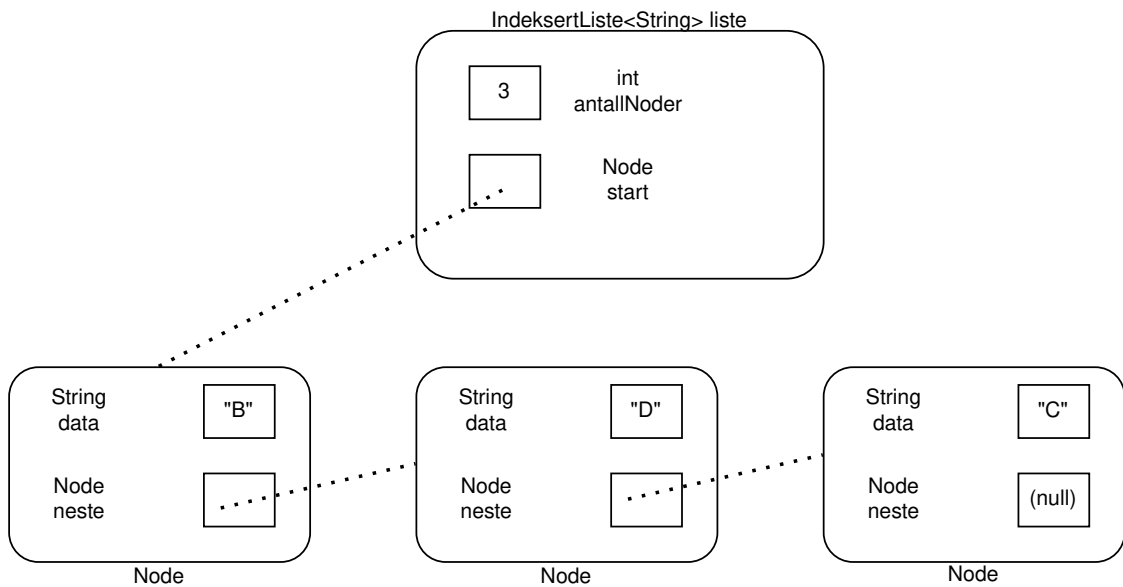 IndeksertListe<String> liste
3
int
antallNoder
Node
start
String
data
"B"
Node
neste
Node
String
data
"D"
Node
neste
Node
String
data
"C"
Node
neste
(null)
Node